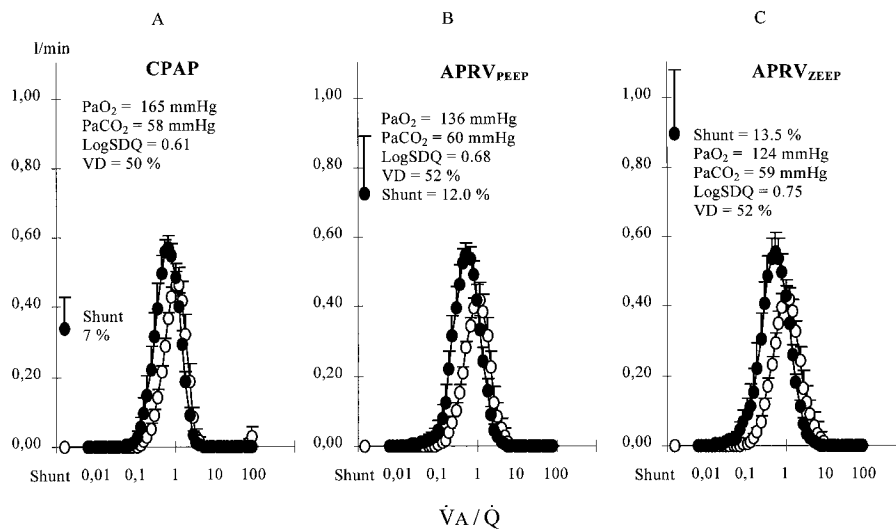 A
l/min
CPAP
1,00
PaO2 = 165 mmHg
PaCO2 = 58 mmHg
LogSDQ = 0.61
VD = 50 %
0,80
0,60
0,40
Shunt
7 %
0,20
0,00
Shunt 0,01 0,1 1 10 100
B
APRVPEEP
1,00
PaO2 = 136 mmHg
PaCO2 = 60 mmHg
LogSDQ = 0.68
VD = 52 %
Shunt = 12.0 %
0,80
0,60
0,40
0,20
0,00
Shunt 0,01 0,1 1 10 100
C
APRVZEEP
1,00
Shunt = 13.5 %
PaO2 = 124 mmHg
PaCO2 = 59 mmHg
LogSDQ = 0.75
VD = 52 %
0,80
0,60
0,40
0,20
0,00
Shunt 0,01 0,1 1 10 100
V̇A / Q̇